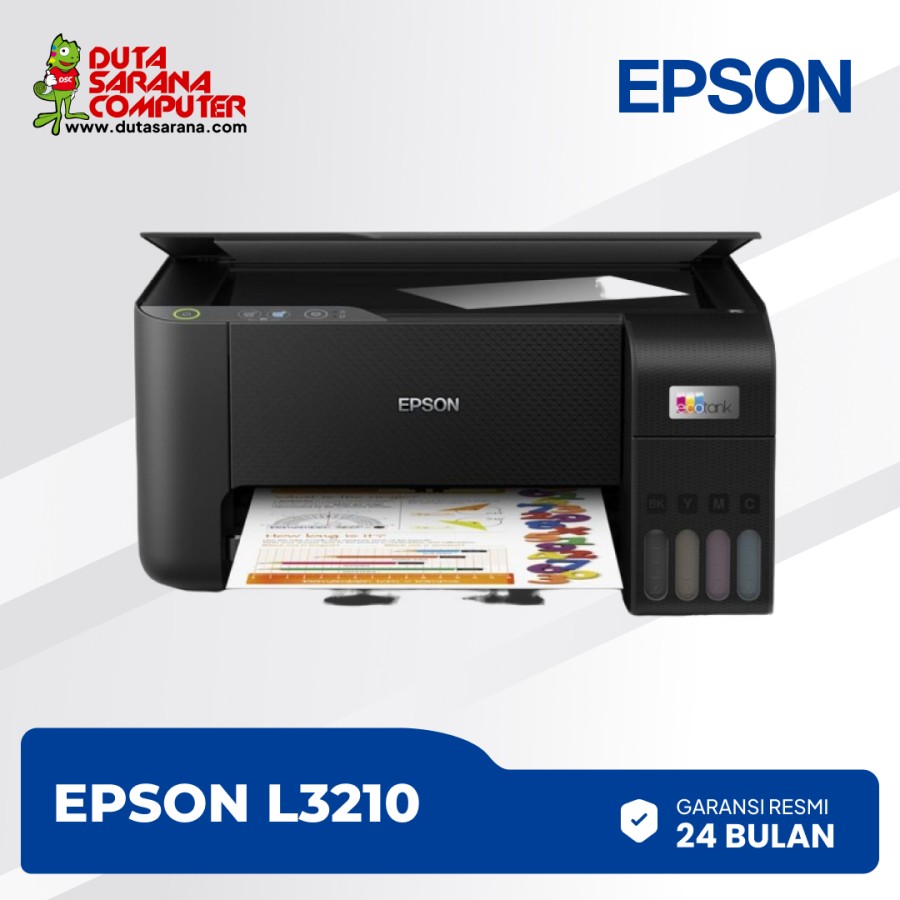 DUTA
SARANA
DSC
COMPUTER
www.dutasarana.com
EPSON
EPSON
ecotank
BK Y M C
How long is it?
EPSON L3210
GARANSI RESMI
24 BULAN